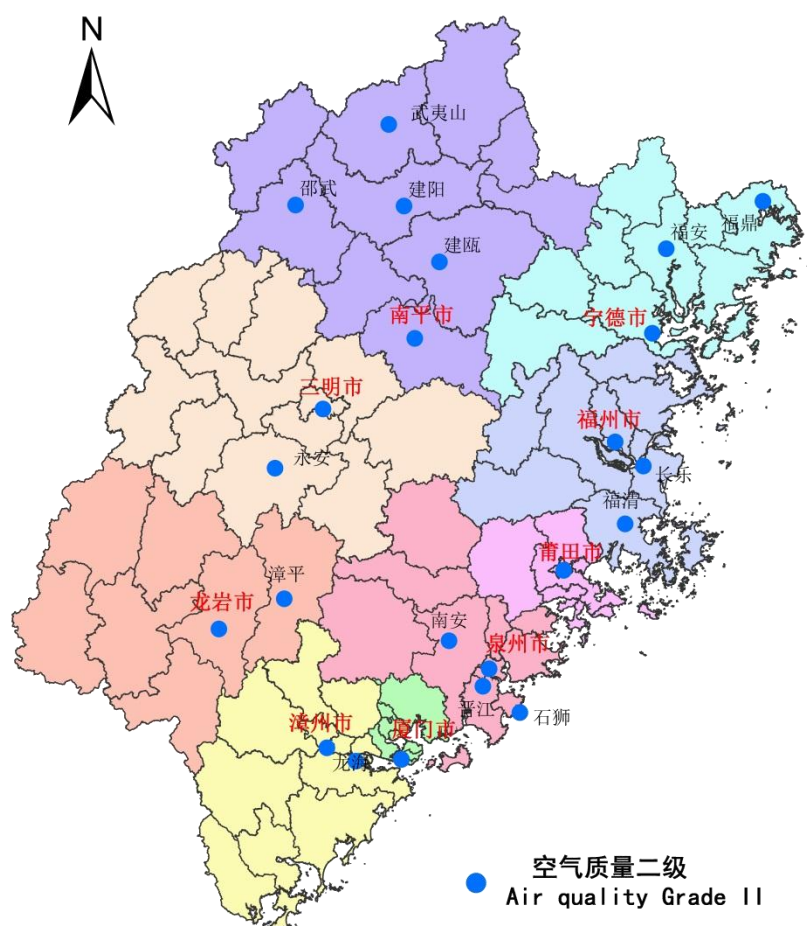 N
武夷山
邵武
建阳
福鼎
福安
建瓯
南平市
宁德市
三明市
福州市
永安
长乐
福清
莆田市
漳平
龙岩市
南安
泉州市
晋江
石狮
漳州市
厦门市
龙海
空气质量二级
Air quality Grade II